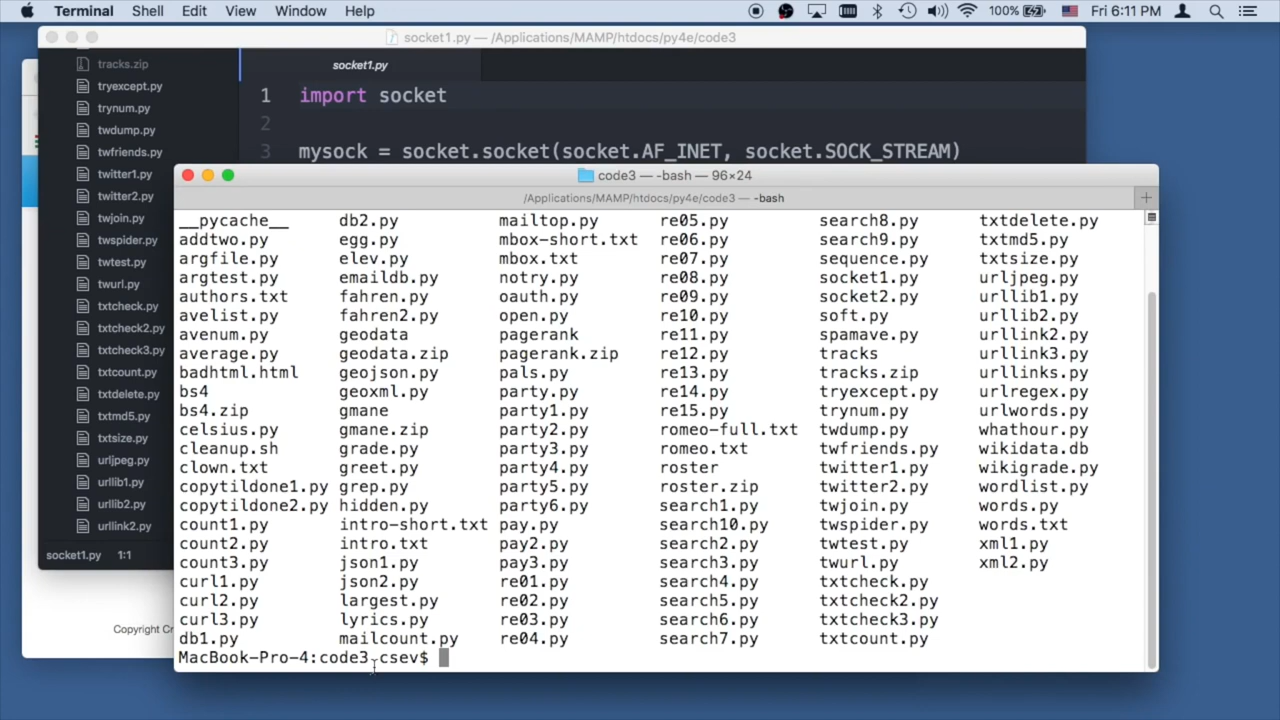 Terminal Shell Edit View Window Help 100% Fri 6:11 PM
socket1.py — /Applications/MAMP/htdocs/py4e/code3
tracks.zip
tryexcept.py
trynum.py
twdump.py
twfriends.py
twitter1.py
twitter2.py
twjoin.py
twspider.py
twtest.py
twurl.py
txtcheck.py
txtcheck2.py
txtcheck3.py
txtcount.py
txtdelete.py
txtmd5.py
txtsize.py
urljpeg.py
urllib1.py
urllib2.py
urllink2.py
socket1.py 1:1
socket1.py
1 import socket
2
3 mysock = socket.socket(socket.AF_INET, socket.SOCK_STREAM)
code3 — -bash — 96×24
/Applications/MAMP/htdocs/py4e/code3 — -bash
__pycache__ db2.py mailtop.py re05.py search8.py txtdelete.py
addtwo.py egg.py mbox-short.txt re06.py search9.py txtmd5.py
argfile.py elev.py mbox.txt re07.py sequence.py txtsize.py
argtest.py emaildb.py notry.py re08.py socket1.py urljpeg.py
authors.txt fahren.py oauth.py re09.py socket2.py urllib1.py
avelist.py fahren2.py open.py re10.py soft.py urllib2.py
avenum.py geodata pagerank re11.py spamave.py urllink2.py
average.py geodata.zip pagerank.zip re12.py tracks urllink3.py
badhtml.html geojson.py pals.py re13.py tracks.zip urllinks.py
bs4 geoxml.py party.py re14.py tryexcept.py urlregex.py
bs4.zip gmane party1.py re15.py trynum.py urlwords.py
celsius.py gmane.zip party2.py romeo-full.txt twdump.py whathour.py
cleanup.sh grade.py party3.py romeo.txt twfriends.py wikidata.db
clown.txt greet.py party4.py roster twitter1.py wikigrade.py
copytildone1.py grep.py party5.py roster.zip twitter2.py wordlist.py
copytildone2.py hidden.py party6.py search1.py twjoin.py words.py
count1.py intro-short.txt pay.py search10.py twspider.py words.txt
count2.py intro.txt pay2.py search2.py twtest.py xml1.py
count3.py json1.py pay3.py search3.py twurl.py xml2.py
curl1.py json2.py re01.py search4.py txtcheck.py
curl2.py largest.py re02.py search5.py txtcheck2.py
curl3.py lyrics.py re03.py search6.py txtcheck3.py
db1.py mailcount.py re04.py search7.py txtcount.py
MacBook-Pro-4:code3 csev$
Copyright